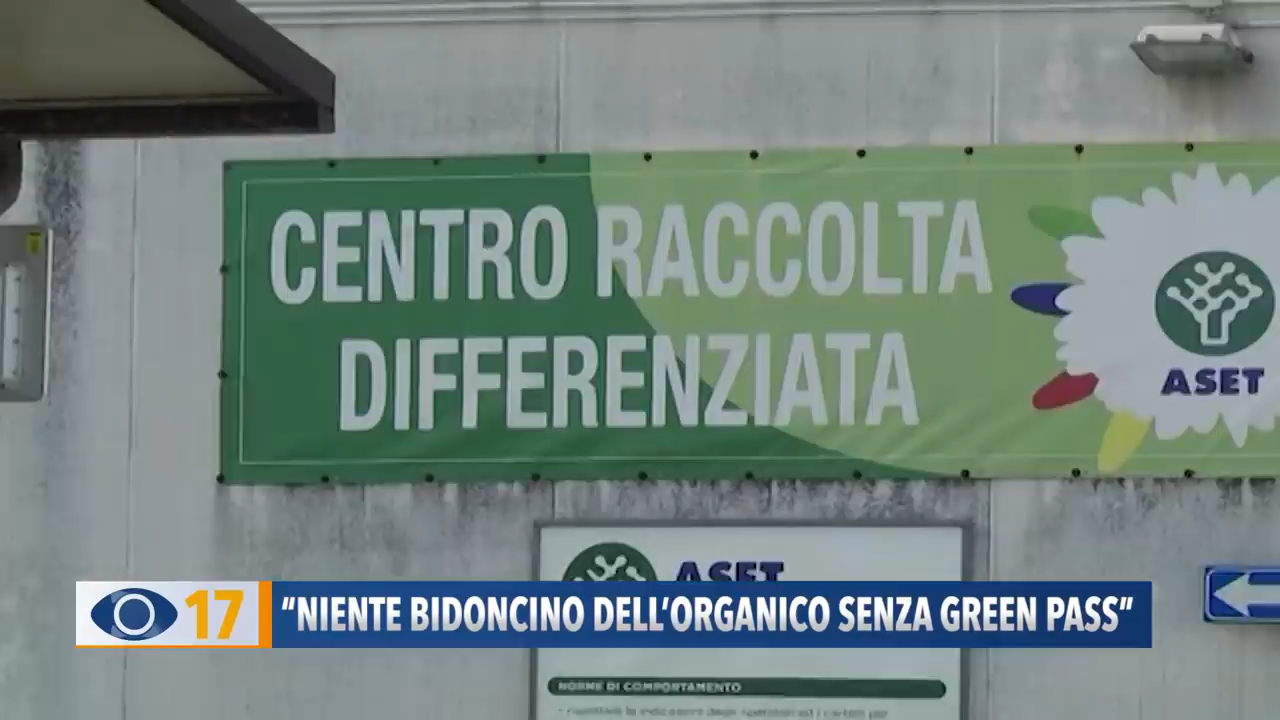 CENTRO RACCOLTA
DIFFERENZIATA
ASET
ASET
17
“NIENTE BIDONCINO DELL’ORGANICO SENZA GREEN PASS”
NORME DI COMPORTAMENTO